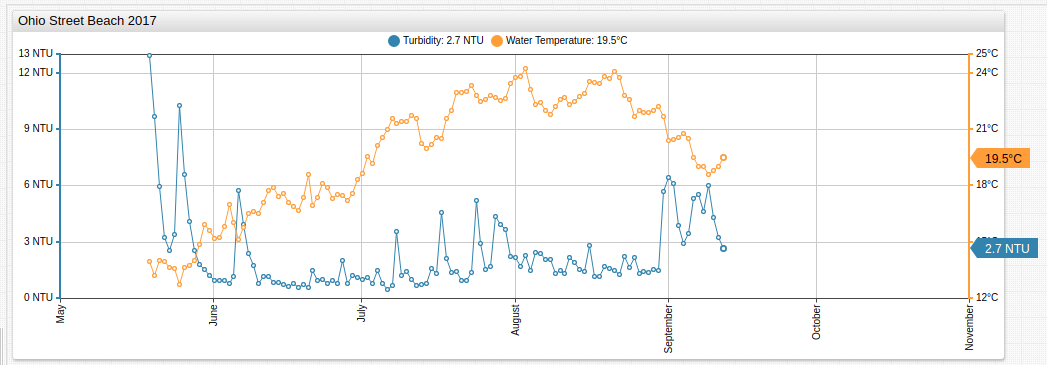 Ohio Street Beach 2017
Turbidity: 2.7 NTU Water Temperature: 19.5°C
13 NTU 25°C
12 NTU 24°C
9 NTU 21°C
19.5°C
6 NTU 18°C
3 NTU
2.7 NTU
0 NTU 12°C
May June July August September October November